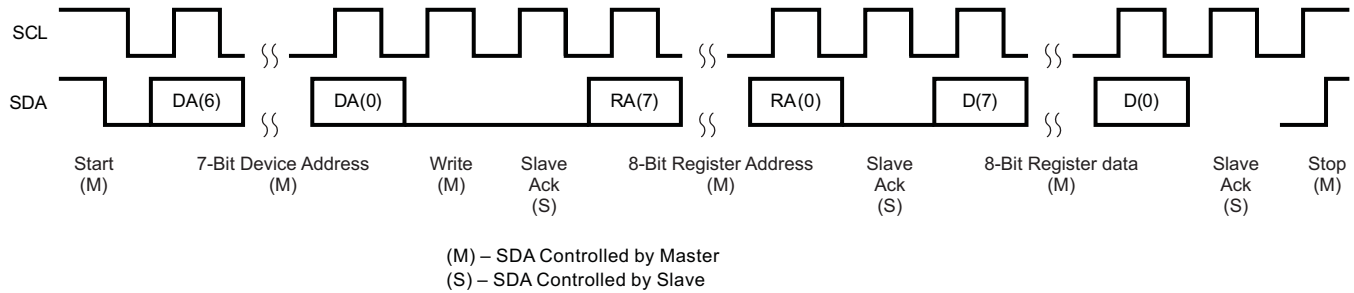 SCL
SDA
DA(6)
DA(0)
RA(7)
RA(0)
D(7)
D(0)
Start
(M)
7-Bit Device Address
(M)
Write
(M)
Slave
Ack
(S)
8-Bit Register Address
(M)
Slave
Ack
(S)
8-Bit Register data
(M)
Slave
Ack
(S)
Stop
(M)
(M) – SDA Controlled by Master
(S) – SDA Controlled by Slave